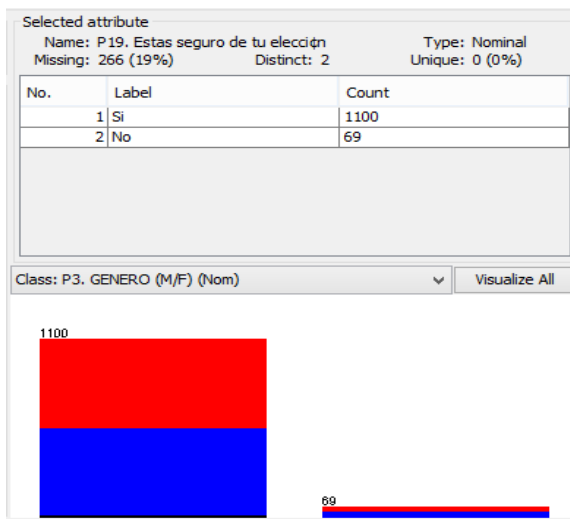 Selected attribute
Name: P19. Estas seguro de tu elecci¢n Type: Nominal
Missing: 266 (19%) Distinct: 2 Unique: 0 (0%)
No. Label Count
1 Si 1100
2 No 69
Class: P3. GENERO (M/F) (Nom) Visualize All
1100
69